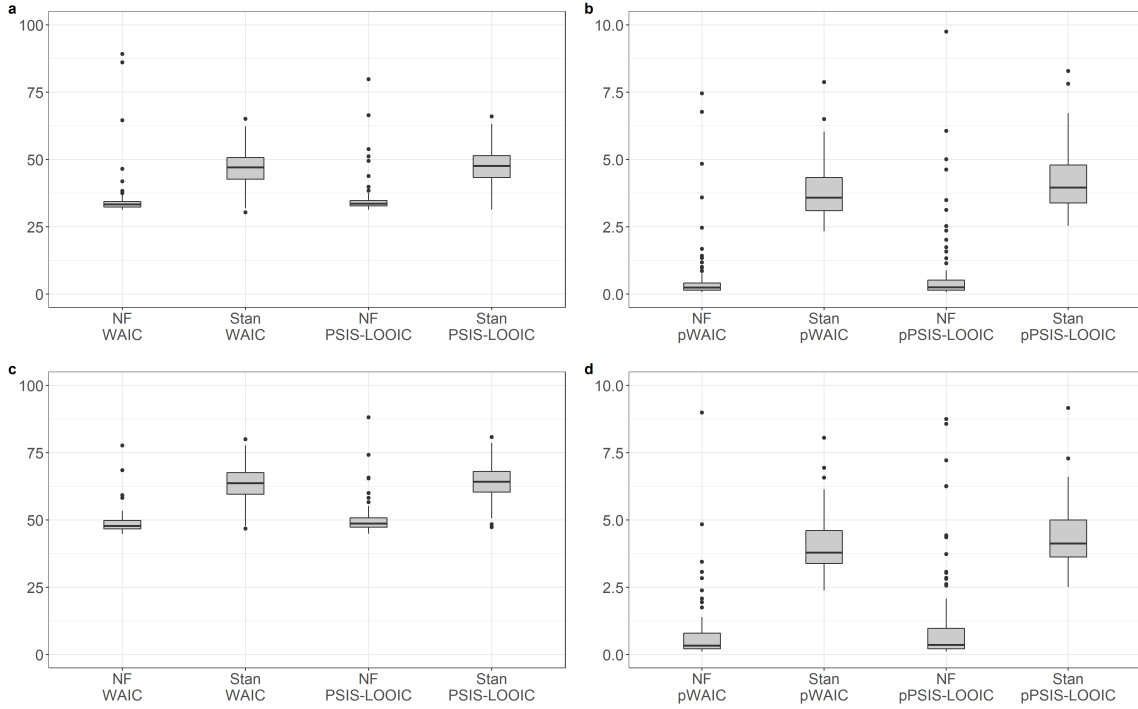 a
100
75
50
25
0
NF
WAIC
Stan
WAIC
NF
PSIS-LOOIC
Stan
PSIS-LOOIC
b
10.0
7.5
5.0
2.5
0.0
NF
pWAIC
Stan
pWAIC
NF
pPSIS-LOOIC
Stan
pPSIS-LOOIC
c
100
75
50
25
0
NF
WAIC
Stan
WAIC
NF
PSIS-LOOIC
Stan
PSIS-LOOIC
d
10.0
7.5
5.0
2.5
0.0
NF
pWAIC
Stan
pWAIC
NF
pPSIS-LOOIC
Stan
pPSIS-LOOIC